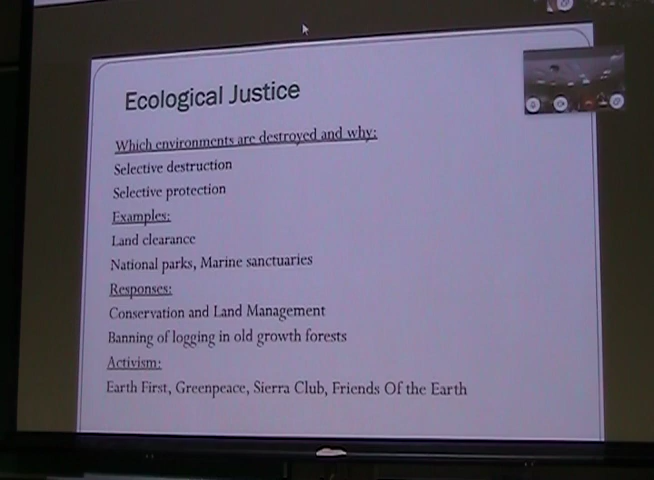 Ecological Justice
Which environments are destroyed and why:
Selective destruction
Selective protection
Examples:
Land clearance
National parks, Marine sanctuaries
Responses:
Conservation and Land Management
Banning of logging in old growth forests
Activism:
Earth First, Greenpeace, Sierra Club, Friends Of the Earth